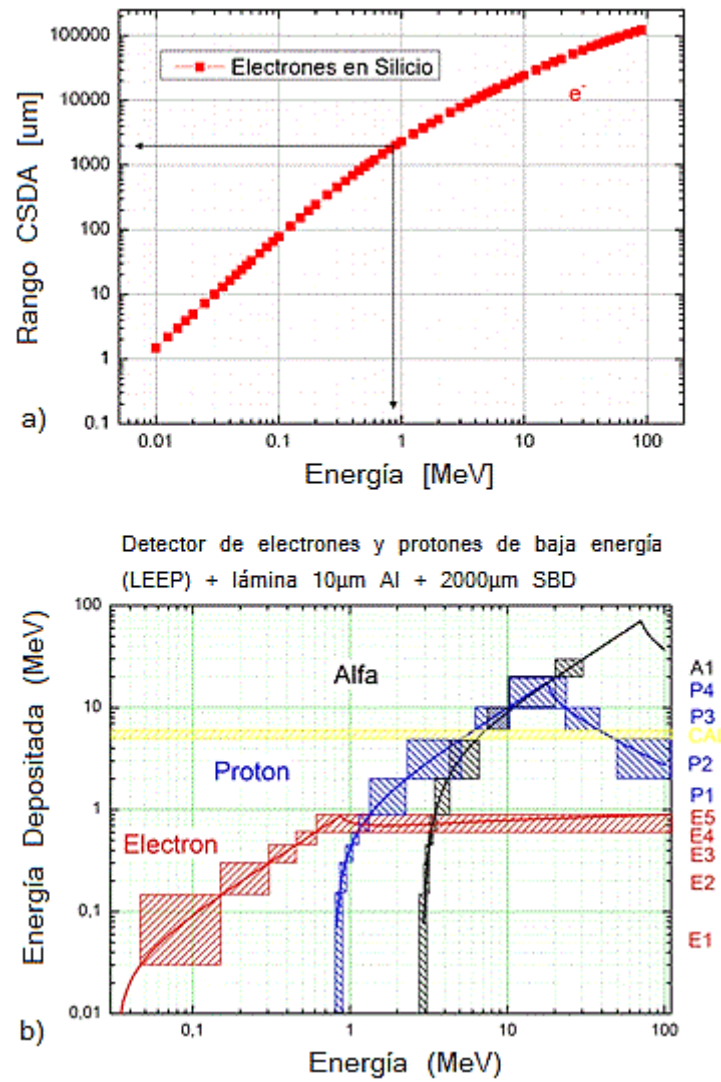 100000
10000
1000
100
10
1
0.1
Rango CSDA [um]
Electrones en Silicio
e-
0.01
0.1
1
10
100
Energía [MeV]
a)
Detector de electrones y protones de baja energía
(LEEP) + lámina 10µm Al + 2000µm SBD
100
10
1
0,1
0,01
Energía Depositada (MeV)
Alfa
Proton
Electron
A1
P4
P3
CAL
P2
P1
E5
E4
E3
E2
E1
0,1
1
10
100
Energía (MeV)
b)